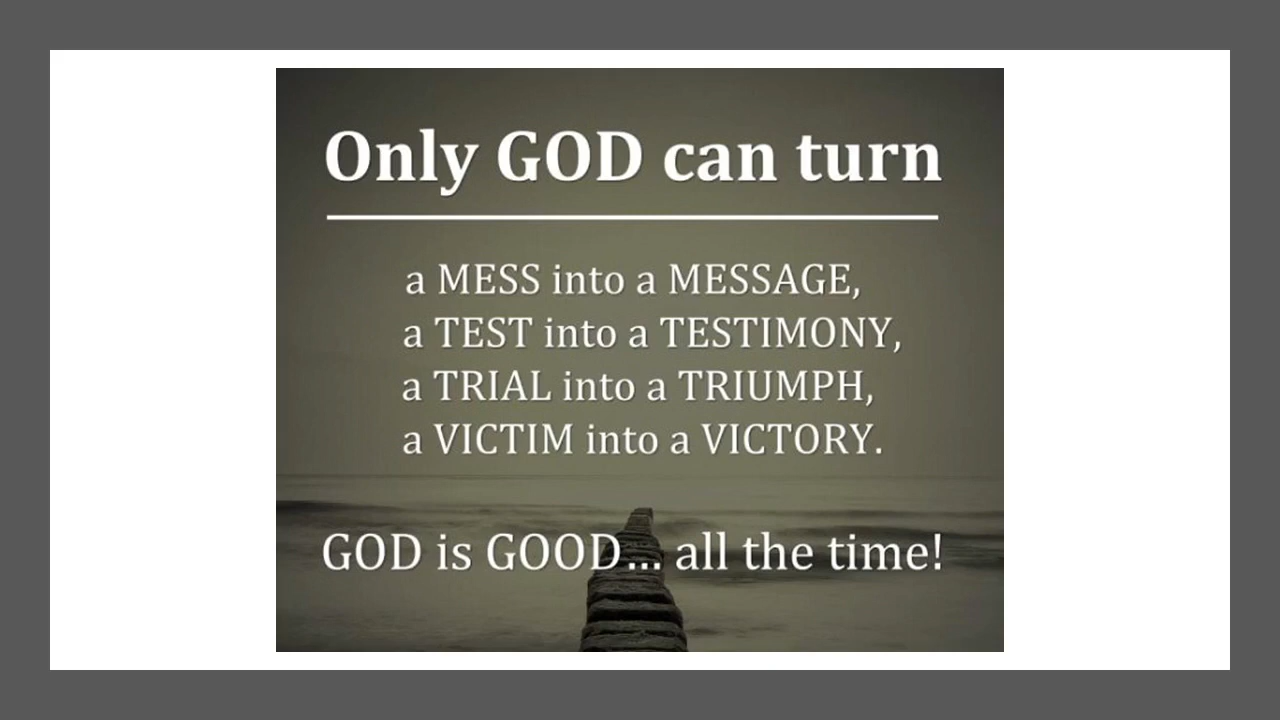 Only GOD can turn
a MESS into a MESSAGE,
a TEST into a TESTIMONY,
a TRIAL into a TRIUMPH,
a VICTIM into a VICTORY.
GOD is GOOD... all the time!